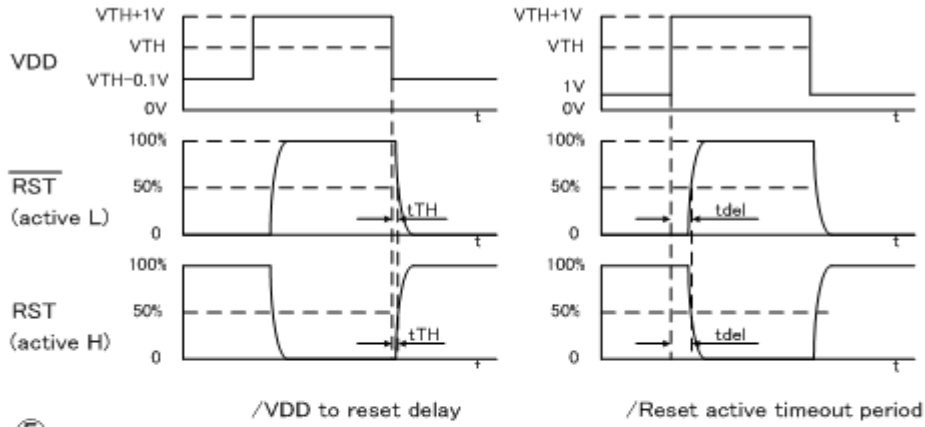 VTH+1V
VTH
VDD
VTH-0.1V
0V
t
VTH+1V
VTH
1V
0V
t
100%
RST
50%
(active L)
tTH
0
t
100%
50%
tdel
0
t
100%
RST
50%
(active H)
tTH
0
t
100%
50%
tdel
0
t
/VDD to reset delay
/Reset active timeout period